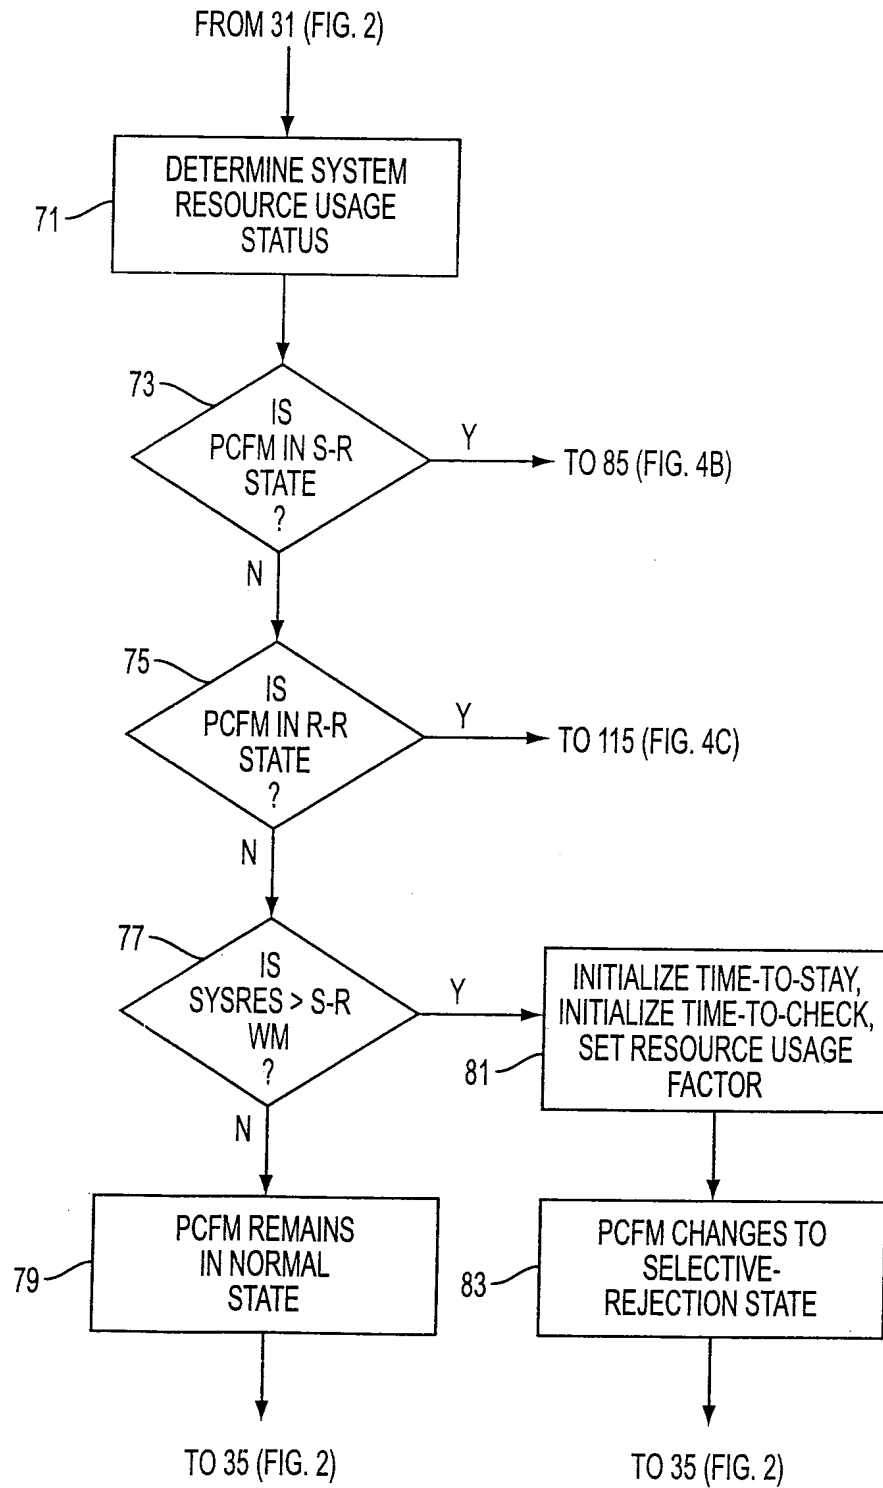 FROM 31 (FIG. 2)
DETERMINE SYSTEM
RESOURCE USAGE
STATUS
71
73
IS
PCFM IN S-R
STATE
?
Y
TO 85 (FIG. 4B)
N
75
IS
PCFM IN R-R
STATE
?
Y
TO 115 (FIG. 4C)
N
77
IS
SYSRES > S-R
WM
?
Y
INITIALIZE TIME-TO-STAY,
INITIALIZE TIME-TO-CHECK,
SET RESOURCE USAGE
FACTOR
81
N
PCFM REMAINS
IN NORMAL
STATE
79
PCFM CHANGES TO
SELECTIVE-
REJECTION STATE
83
TO 35 (FIG. 2)
TO 35 (FIG. 2)